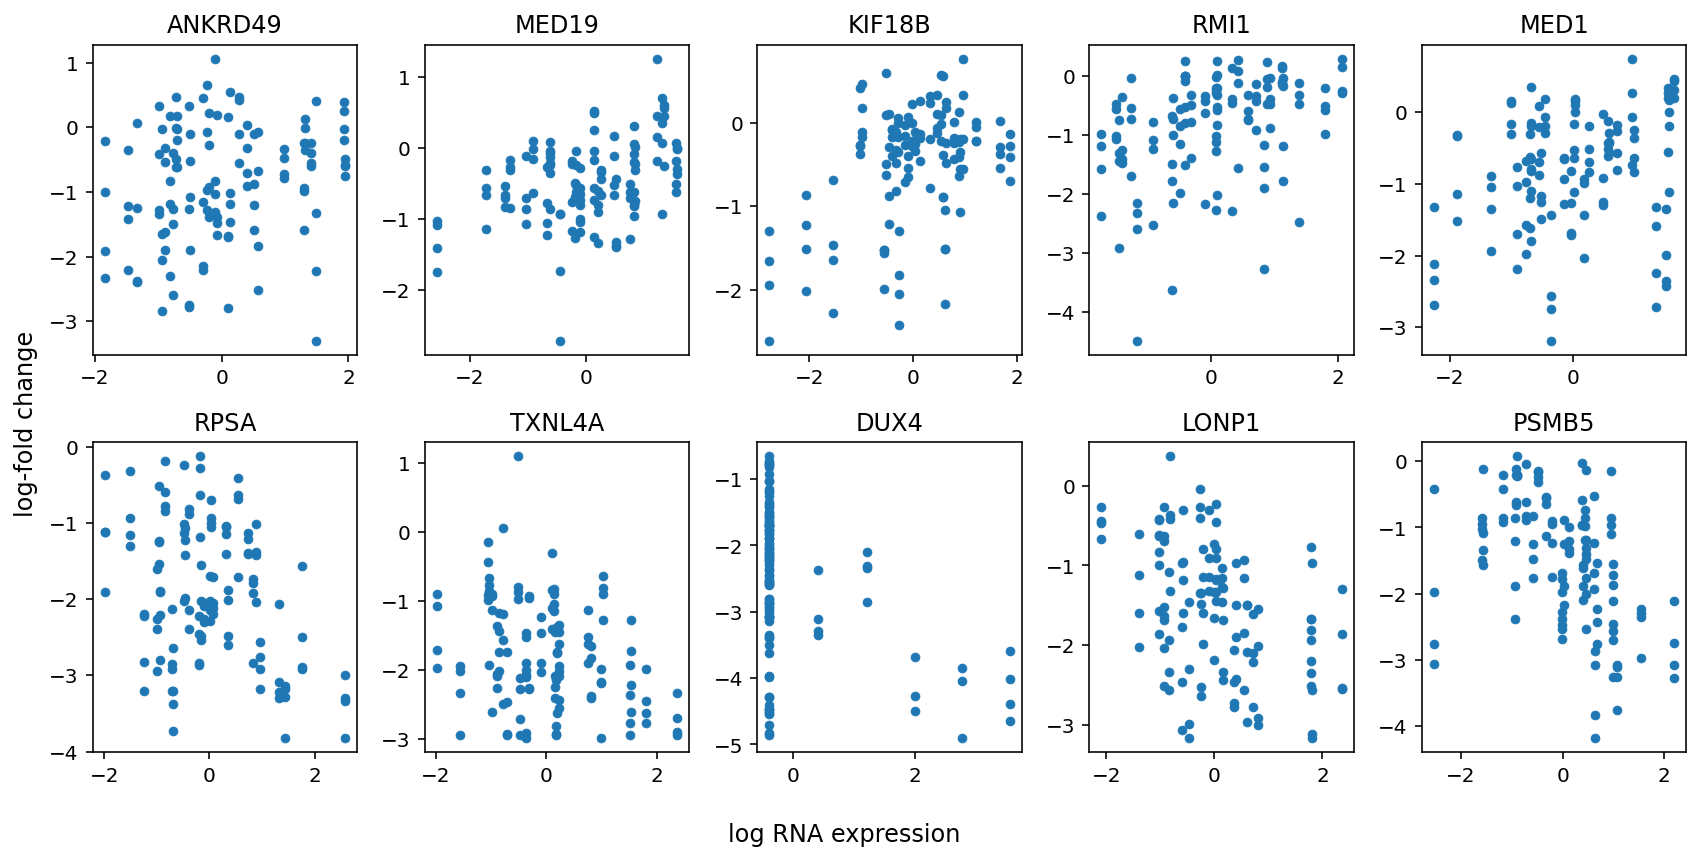 ANKRD49 MED19 KIF18B RMI1 MED1
1 1 0 0 0
0 0 −1 −1 −1
−1 −1 −2 −2 −2
−2 −2 −3 −3
−3 −4
−2 0 2 −2 0 −2 0 2 0 2 −2 0
log-fold change
RPSA TXNL4A DUX4 LONP1 PSMB5
0 1 −1 0 0
−1 0 −2 −1 −1
−2 −1 −3 −2 −2
−3 −2 −4 −3 −3
−4 −3 −5 −4
−2 0 2 −2 0 2 0 2 −2 0 2 −2 0 2
log RNA expression